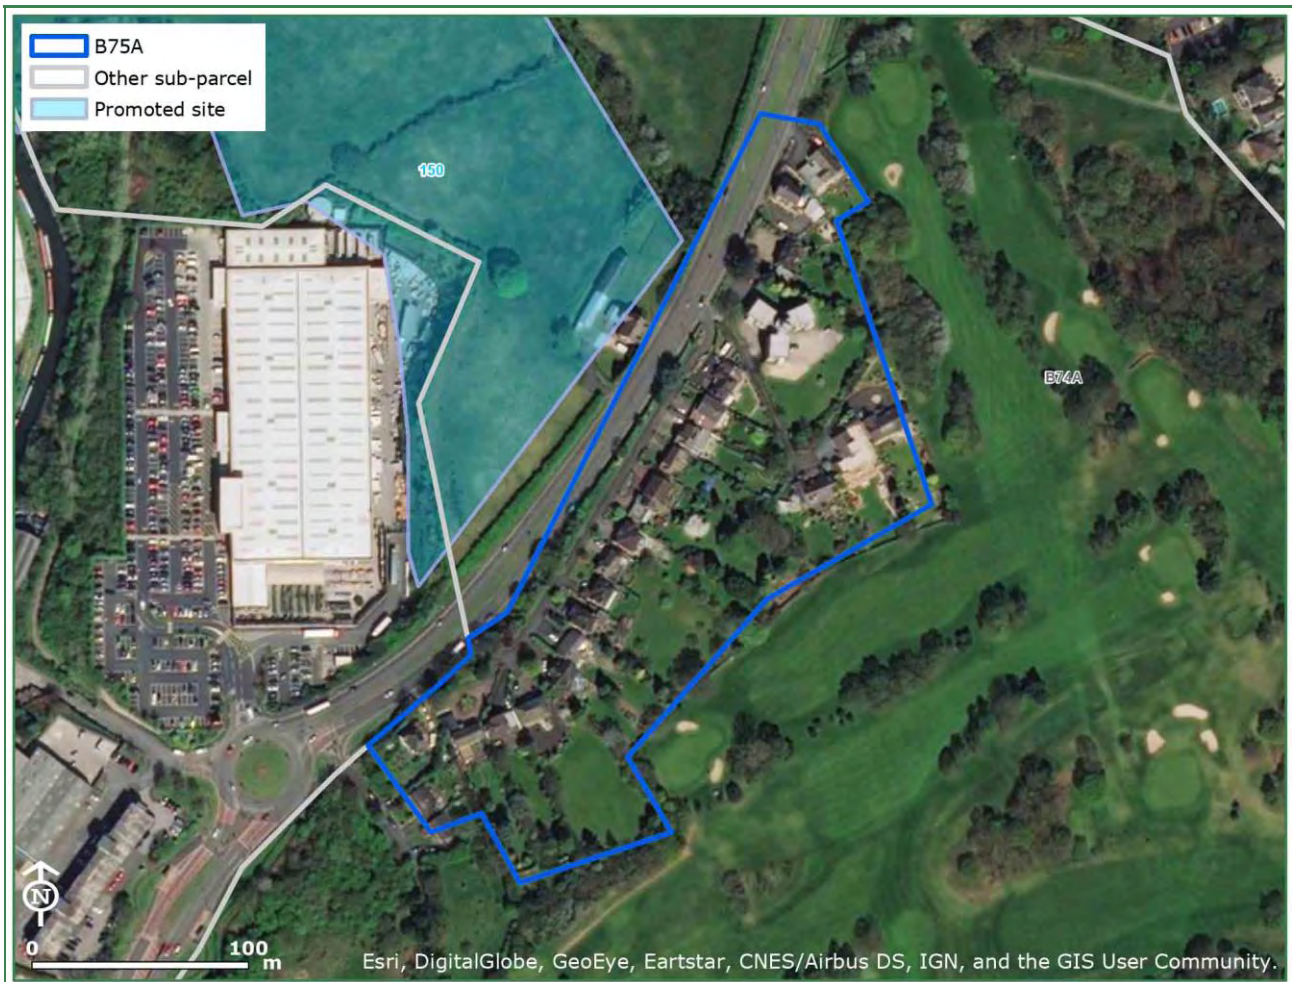 B75A
Other sub-parcel
Promoted site
150
B74A
N
0 100
m
Esri, DigitalGlobe, GeoEye, Eartstar, CNES/Airbus DS, IGN, and the GIS User Community.